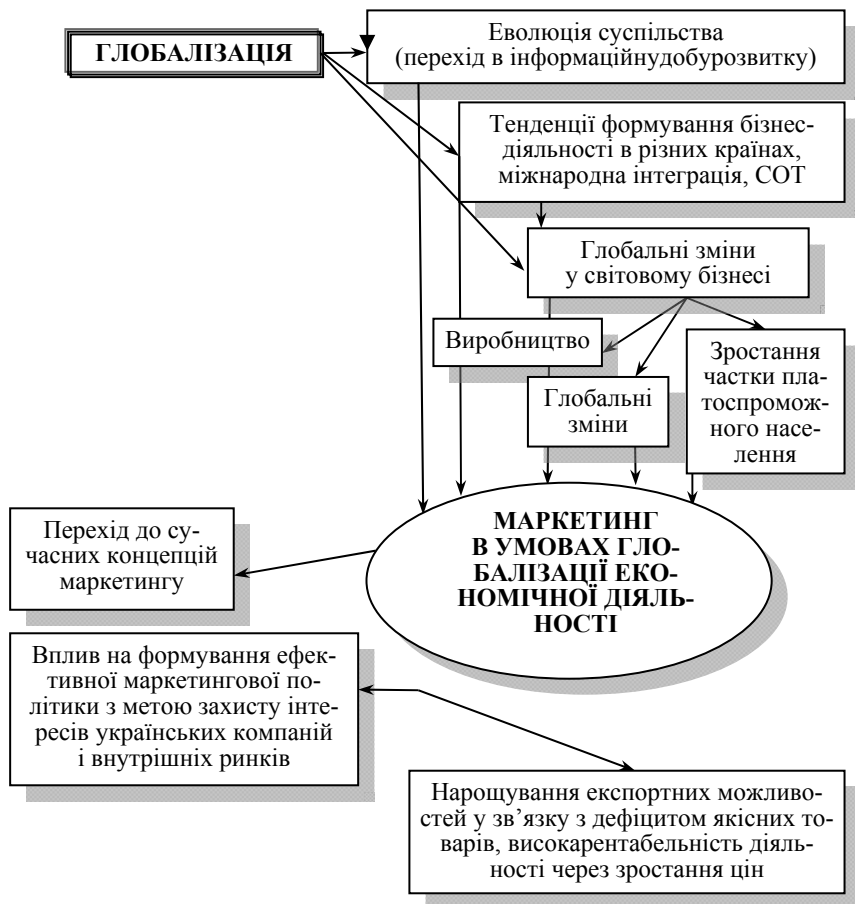 ГЛОБАЛІЗАЦІЯ
Еволюція суспільства
(перехід в інформаційнудобурозвитку)
Тенденції формування бізнес-
діяльності в різних країнах,
міжнародна інтеграція, СОТ
Глобальні зміни
у світовому бізнесі
Виробництво
Глобальні
зміни
Зростання
частки пла-
тоспромож-
ного насе-
лення
МАРКЕТИНГ
В УМОВАХ ГЛО-
БАЛІЗАЦІЇ ЕКО-
НОМІЧНОЇ ДІЯЛЬ-
НОСТІ
Перехід до су-
часних концепцій
маркетингу
Вплив на формування ефек-
тивної маркетингової по-
літики з метою захисту інте-
ресів українських компаній
і внутрішніх ринків
Нарощування експортних можливо-
стей у зв’язку з дефіцитом якісних то-
варів, високарентабельність діяль-
ності через зростання цін